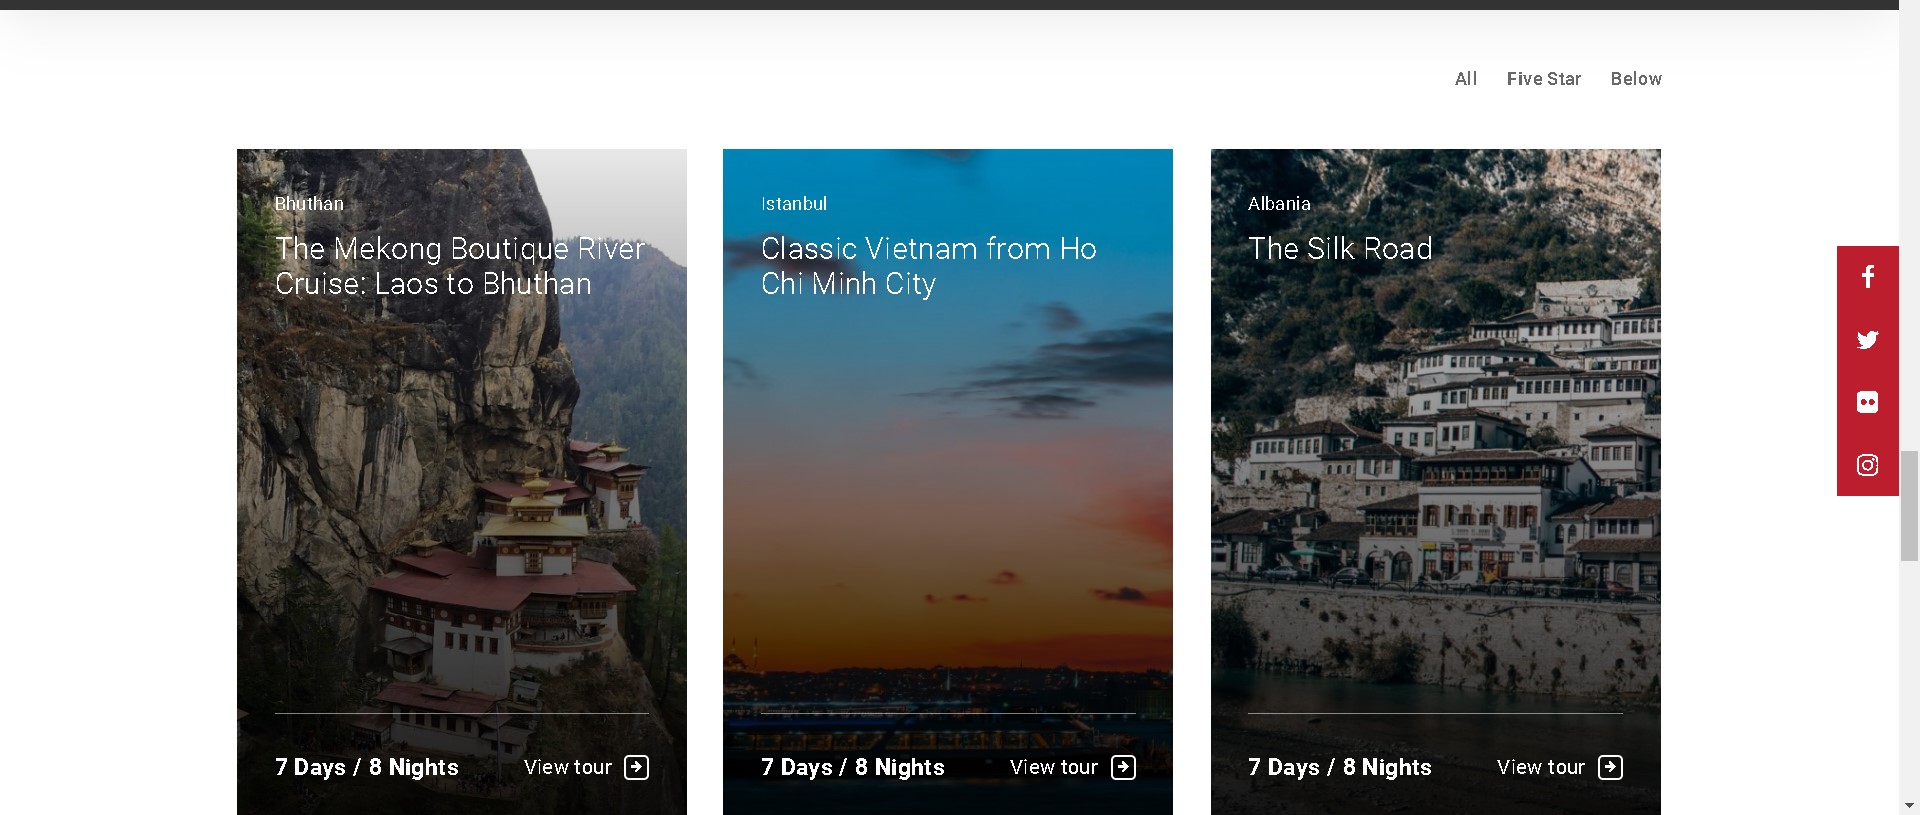 All Five Star Below
Bhuthan
The Mekong Boutique River
Cruise: Laos to Bhuthan
7 Days / 8 Nights View tour
Istanbul
Classic Vietnam from Ho
Chi Minh City
7 Days / 8 Nights View tour
Albania
The Silk Road
7 Days / 8 Nights View tour